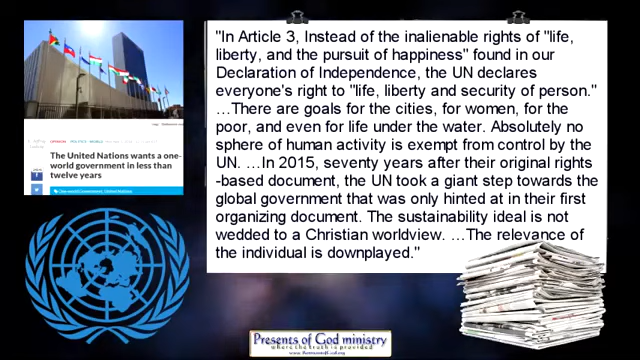 "In Article 3, Instead of the inalienable rights of "life,
liberty, and the pursuit of happiness" found in our
Declaration of Independence, the UN declares
everyone's right to "life, liberty and security of person."
…There are goals for the cities, for women, for the
poor, and even for life under the water. Absolutely no
sphere of human activity is exempt from control by the
UN. …In 2015, seventy years after their original rights
-based document, the UN took a giant step towards the
global government that was only hinted at in their first
organizing document. The sustainability ideal is not
wedded to a Christian worldview. …The relevance of
the individual is downplayed."
The United Nations wants a one-
world government in less than
twelve years
One-world Government, United Nations
Presents of God ministry
where the truth is provided